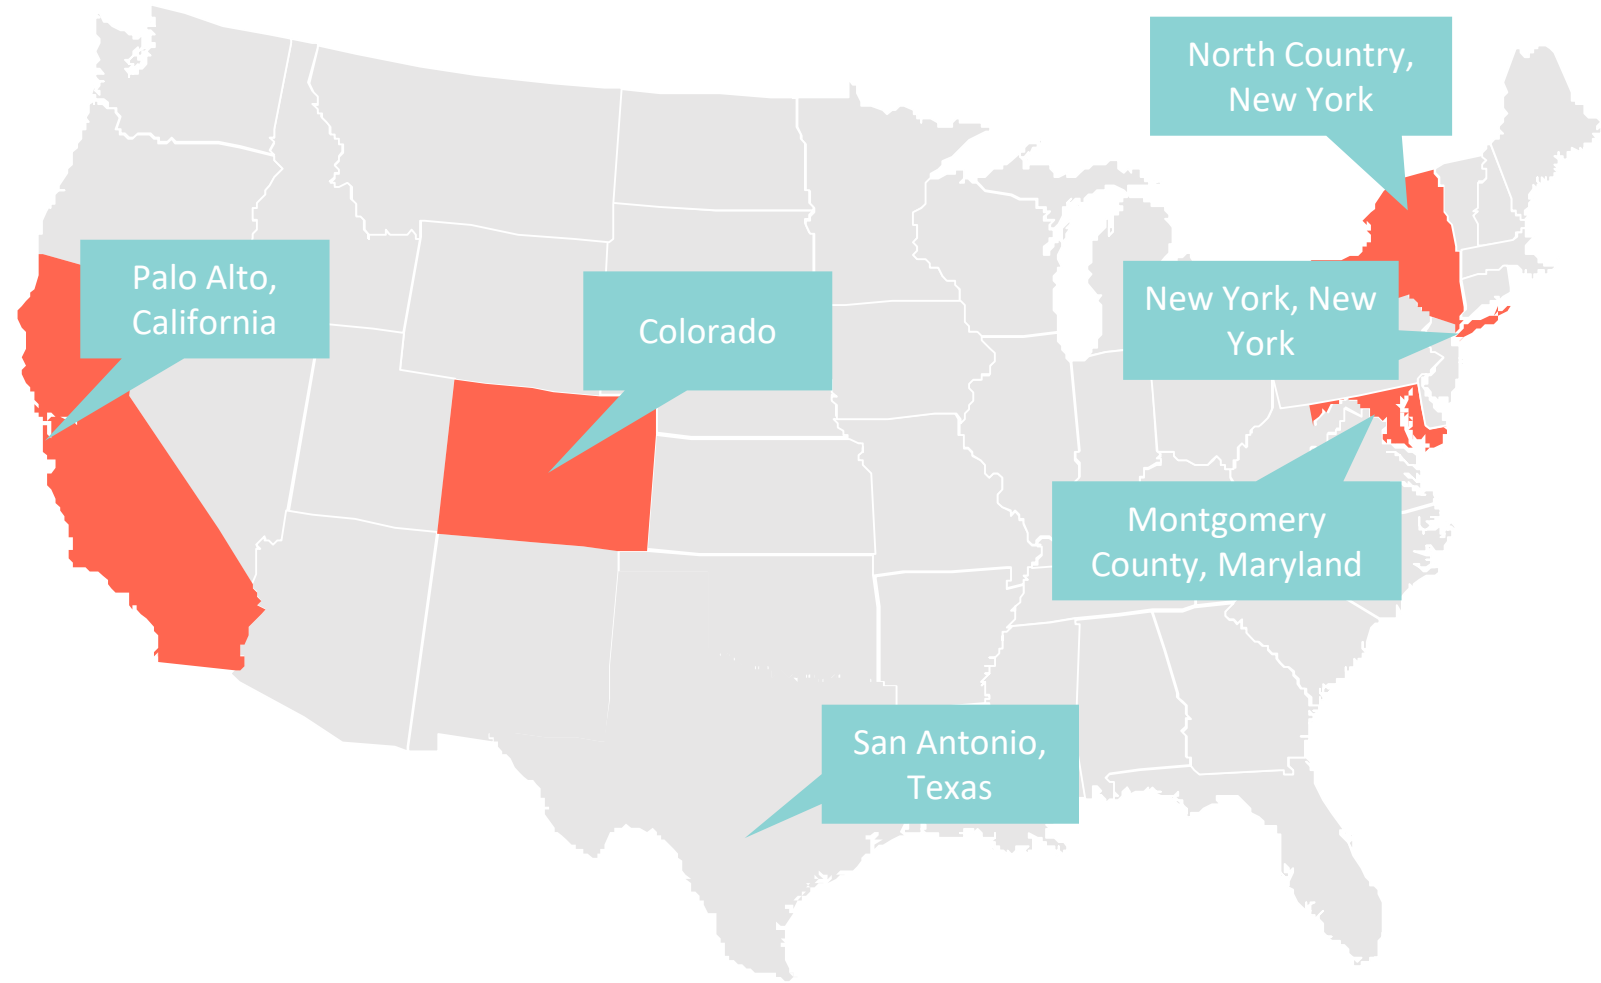 North Country,
New York
Palo Alto,
California
Colorado
New York, New
York
Montgomery
County, Maryland
San Antonio,
Texas